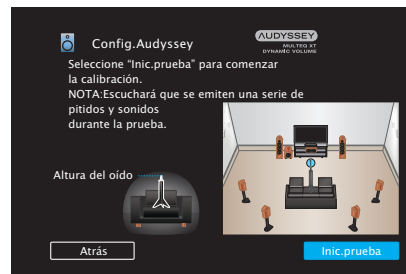 Config.Audyssey
AUDYSSEY
MULTEQ XT
DYNAMIC VOLUME
Seleccione “Inic.prueba” para comenzar
la calibración.
NOTA:Escuchará que se emiten una serie de
pitidos y sonidos
durante la prueba.
Altura del oído
Atrás
Inic.prueba